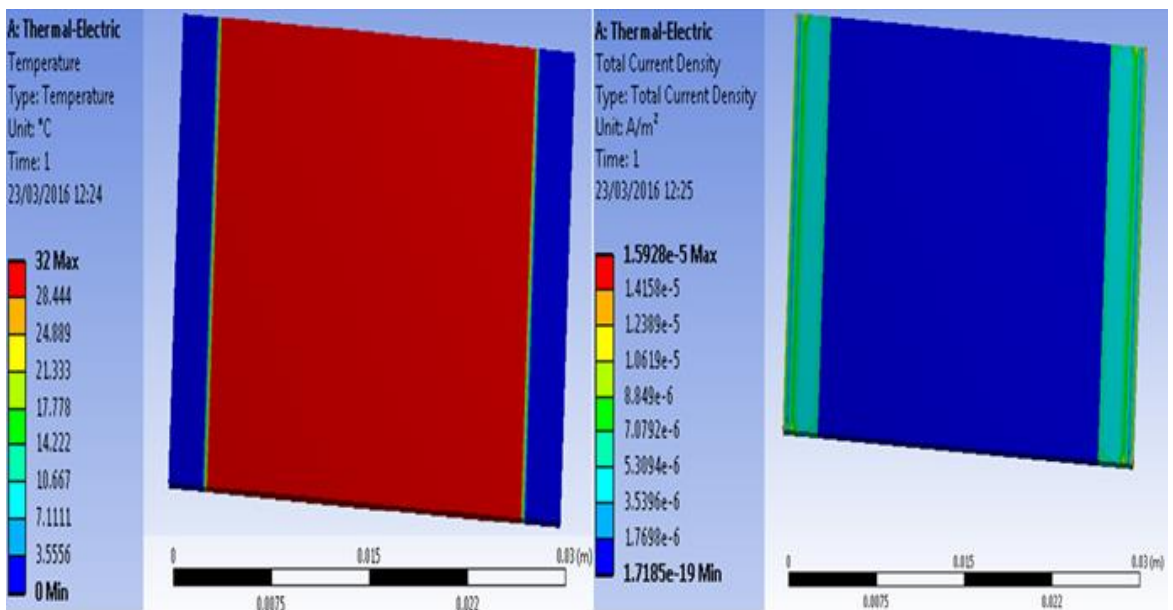 A: Thermal-Electric
Temperature
Type: Temperature
Unit: °C
Time: 1
23/03/2016 12:24
32 Max
28.444
24.889
21.333
17.778
14.222
10.667
7.1111
3.5556
0 Min
0
0.015
0.03 (m)
0.0075
0.022
A: Thermal-Electric
Total Current Density
Type: Total Current Density
Unit: A/m²
Time: 1
23/03/2016 12:25
1.5928e-5 Max
1.4158e-5
1.2389e-5
1.0619e-5
8.849e-6
7.0792e-6
5.3094e-6
3.5396e-6
1.7698e-6
1.7185e-19 Min
0
0.015
0.03 (m)
0.0075
0.022